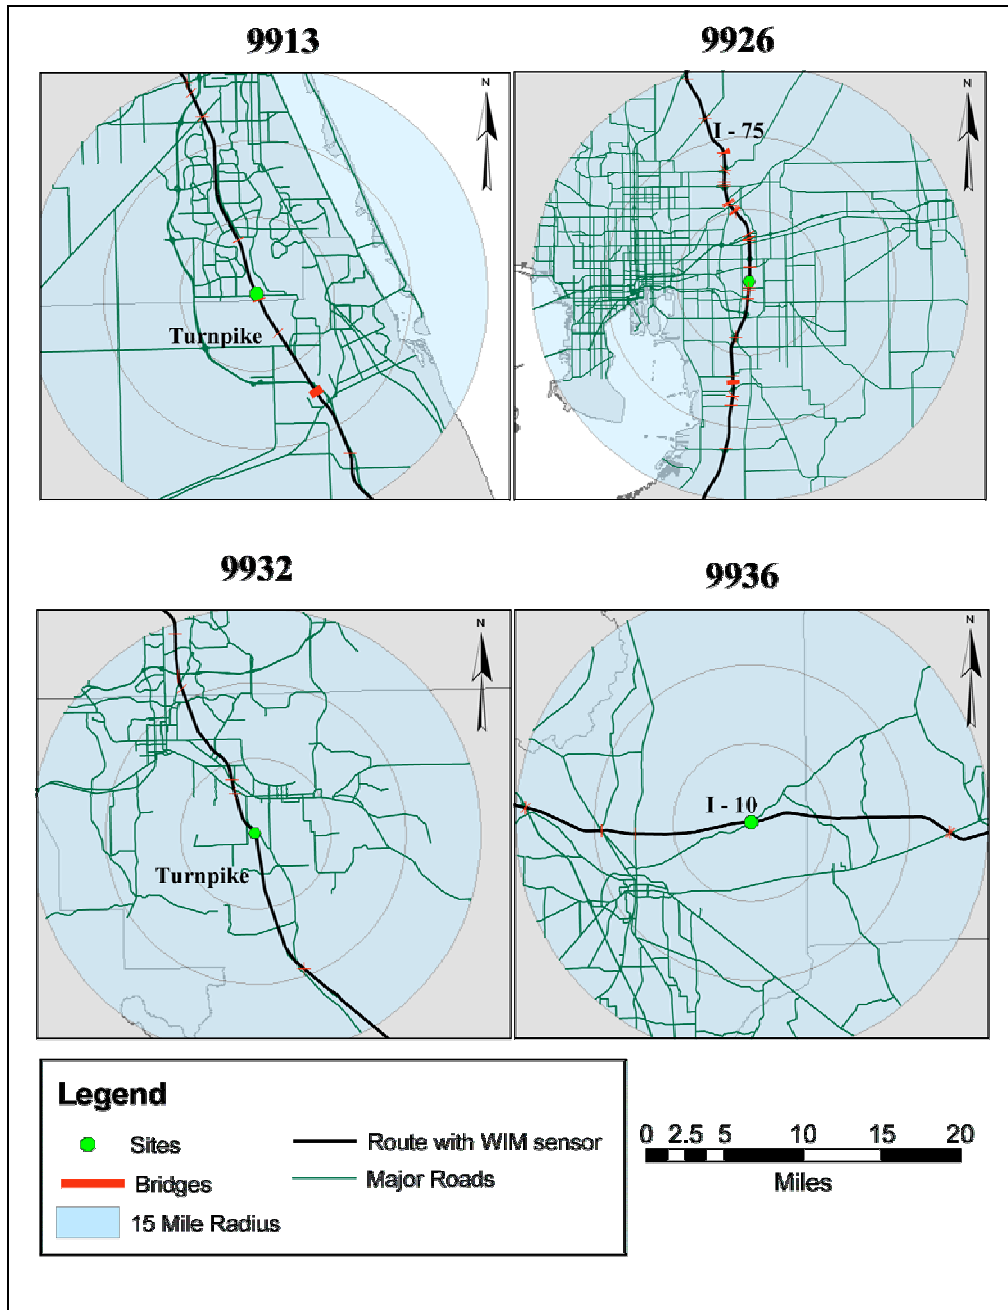 9913
9926
N
N
I - 75
Turnpike
9932
9936
N
N
I - 10
Turnpike
Legend
Sites
Route with WIM sensor
Bridges
Major Roads
15 Mile Radius
0 2.5 5 10 15 20
Miles